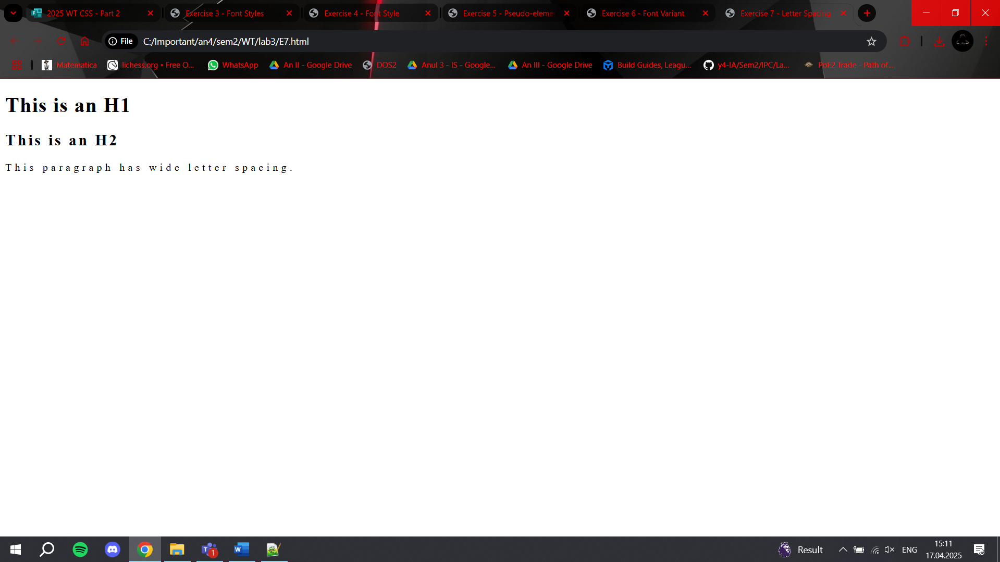 2025 WT CSS - Part 2
Exercise 3 - Font Styles
Exercise 4 - Font Style
Exercise 5 - Pseudo-eleme
Exercise 6 - Font Variant
Exercise 7 - Letter Spacing
File C:/Important/an4/sem2/WT/lab3/E7.html
Matematica
lichess.org • Free O...
WhatsApp
An II - Google Drive
DOS2
Anul 3 - IS - Google...
An III - Google Drive
Build Guides, Leagu...
y4-IA/Sem2/IPC/La...
PoE2 Trade - Path of...
This is an H1
This is an H2
This paragraph has wide letter spacing.
1
Result
ENG
15:11
17.04.2025